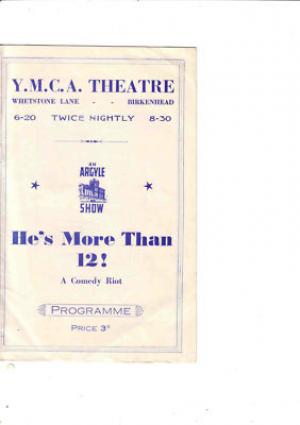 Y.M.C.A. THEATRE
WHETSTONE LANE - - BIRKENHEAD
6-20 TWICE NIGHTLY 8-30
AN
ARGYLE
SHOW
He's More Than
12!
A Comedy Riot
PROGRAMME
PRICE 3ᴰ